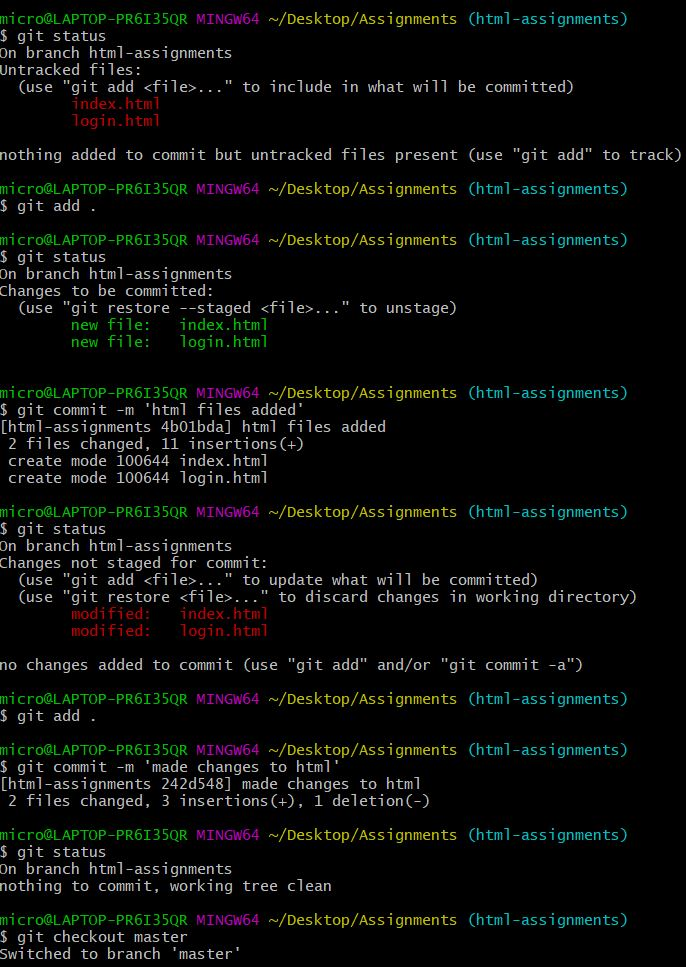 micro@LAPTOP-PR6I35QR MINGW64 ~/Desktop/Assignments (html-assignments)
$ git status
On branch html-assignments
Untracked files:
  (use "git add <file>..." to include in what will be committed)
        index.html
        login.html

nothing added to commit but untracked files present (use "git add" to track)

micro@LAPTOP-PR6I35QR MINGW64 ~/Desktop/Assignments (html-assignments)
$ git add .

micro@LAPTOP-PR6I35QR MINGW64 ~/Desktop/Assignments (html-assignments)
$ git status
On branch html-assignments
Changes to be committed:
  (use "git restore --staged <file>..." to unstage)
        new file:   index.html
        new file:   login.html


micro@LAPTOP-PR6I35QR MINGW64 ~/Desktop/Assignments (html-assignments)
$ git commit -m 'html files added'
[html-assignments 4b01bda] html files added
 2 files changed, 11 insertions(+)
 create mode 100644 index.html
 create mode 100644 login.html

micro@LAPTOP-PR6I35QR MINGW64 ~/Desktop/Assignments (html-assignments)
$ git status
On branch html-assignments
Changes not staged for commit:
  (use "git add <file>..." to update what will be committed)
  (use "git restore <file>..." to discard changes in working directory)
        modified:   index.html
        modified:   login.html

no changes added to commit (use "git add" and/or "git commit -a")

micro@LAPTOP-PR6I35QR MINGW64 ~/Desktop/Assignments (html-assignments)
$ git add .

micro@LAPTOP-PR6I35QR MINGW64 ~/Desktop/Assignments (html-assignments)
$ git commit -m 'made changes to html'
[html-assignments 242d548] made changes to html
 2 files changed, 3 insertions(+), 1 deletion(-)

micro@LAPTOP-PR6I35QR MINGW64 ~/Desktop/Assignments (html-assignments)
$ git status
On branch html-assignments
nothing to commit, working tree clean

micro@LAPTOP-PR6I35QR MINGW64 ~/Desktop/Assignments (html-assignments)
$ git checkout master
Switched to branch 'master'